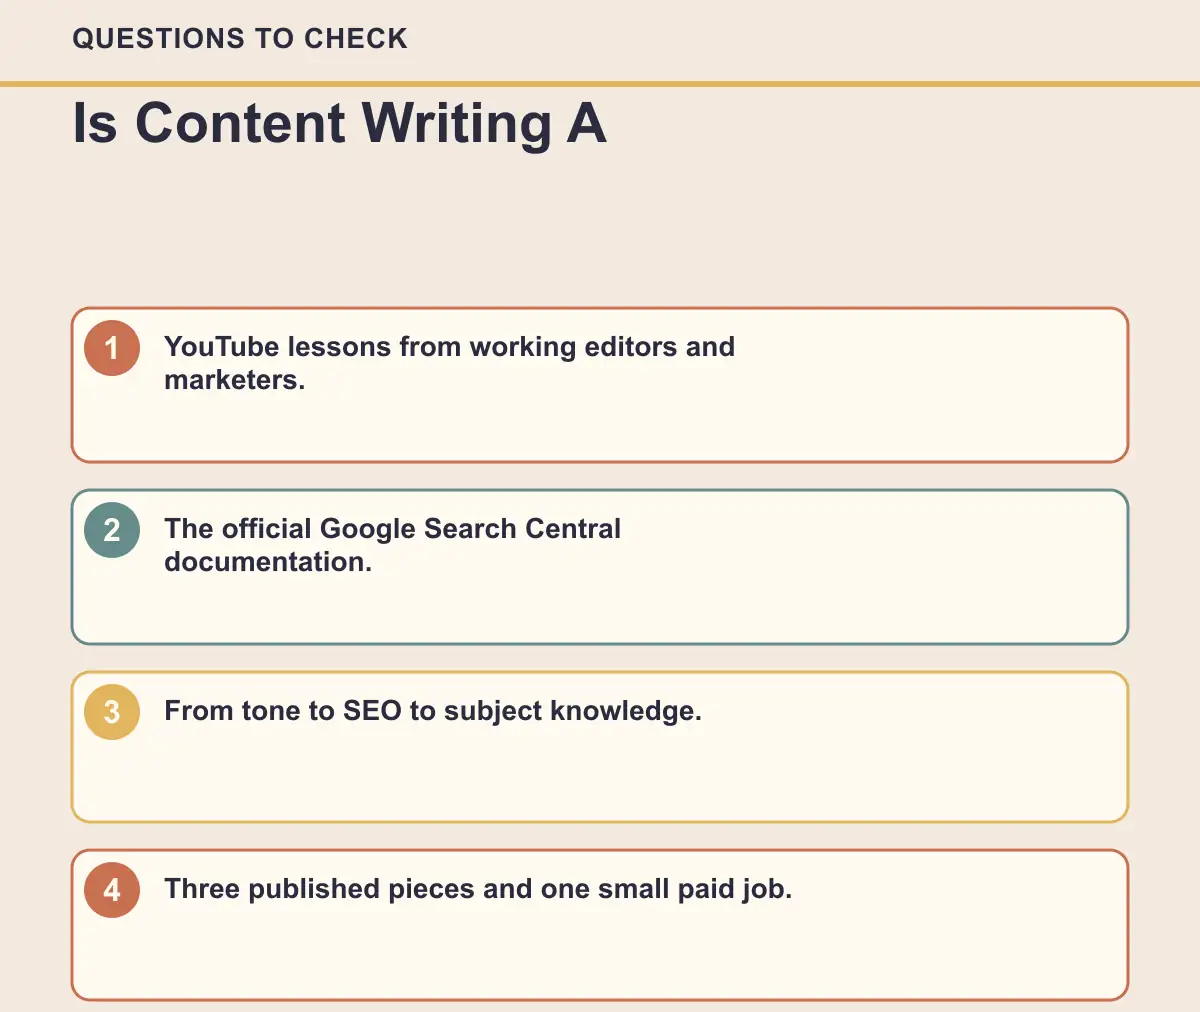 QUESTIONS TO CHECK
Is Content Writing A
1
YouTube lessons from working editors and
marketers.
2
The official Google Search Central
documentation.
3
From tone to SEO to subject knowledge.
4
Three published pieces and one small paid job.